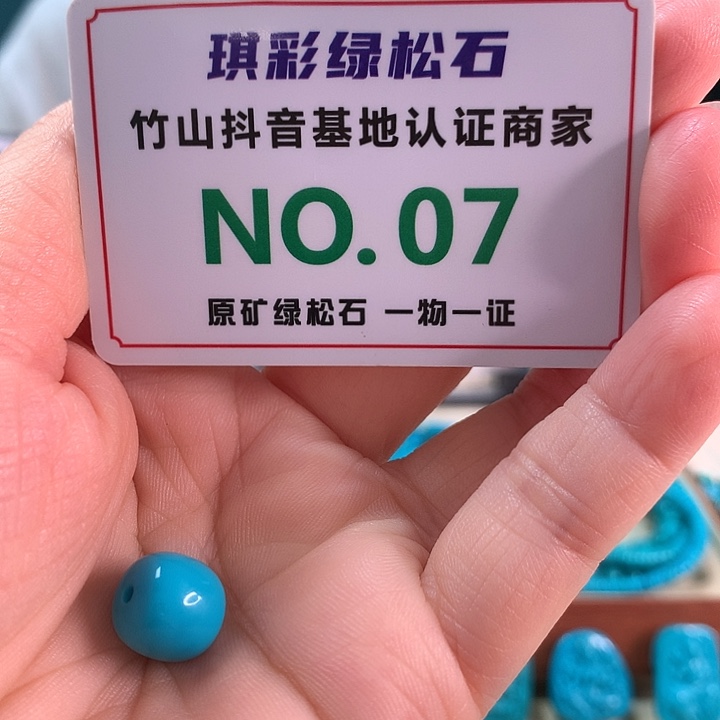 琪彩绿松石
竹山抖音基地认证商家
NO.07
原矿绿松石 一物一证